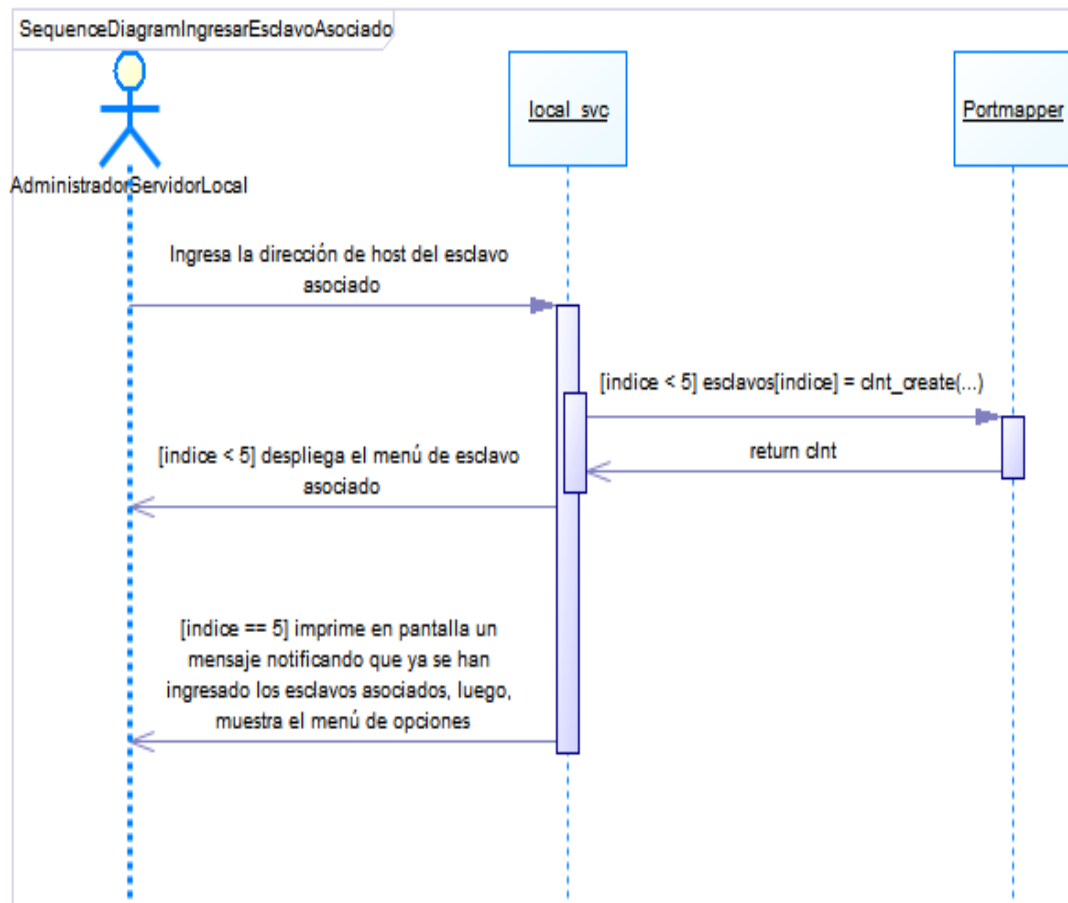 SequenceDiagramIngresarEsclavoAsociado
local_svc
Portmapper
AdministradorServidorLocal
Ingresa la dirección de host del esclavo
asociado
[indice < 5] esclavos[indice] = clnt_create(...)
return clnt
[indice < 5] despliega el menú de esclavo
asociado
[indice == 5] imprime en pantalla un
mensaje notificando que ya se han
ingresado los esclavos asociados, luego,
muestra el menú de opciones